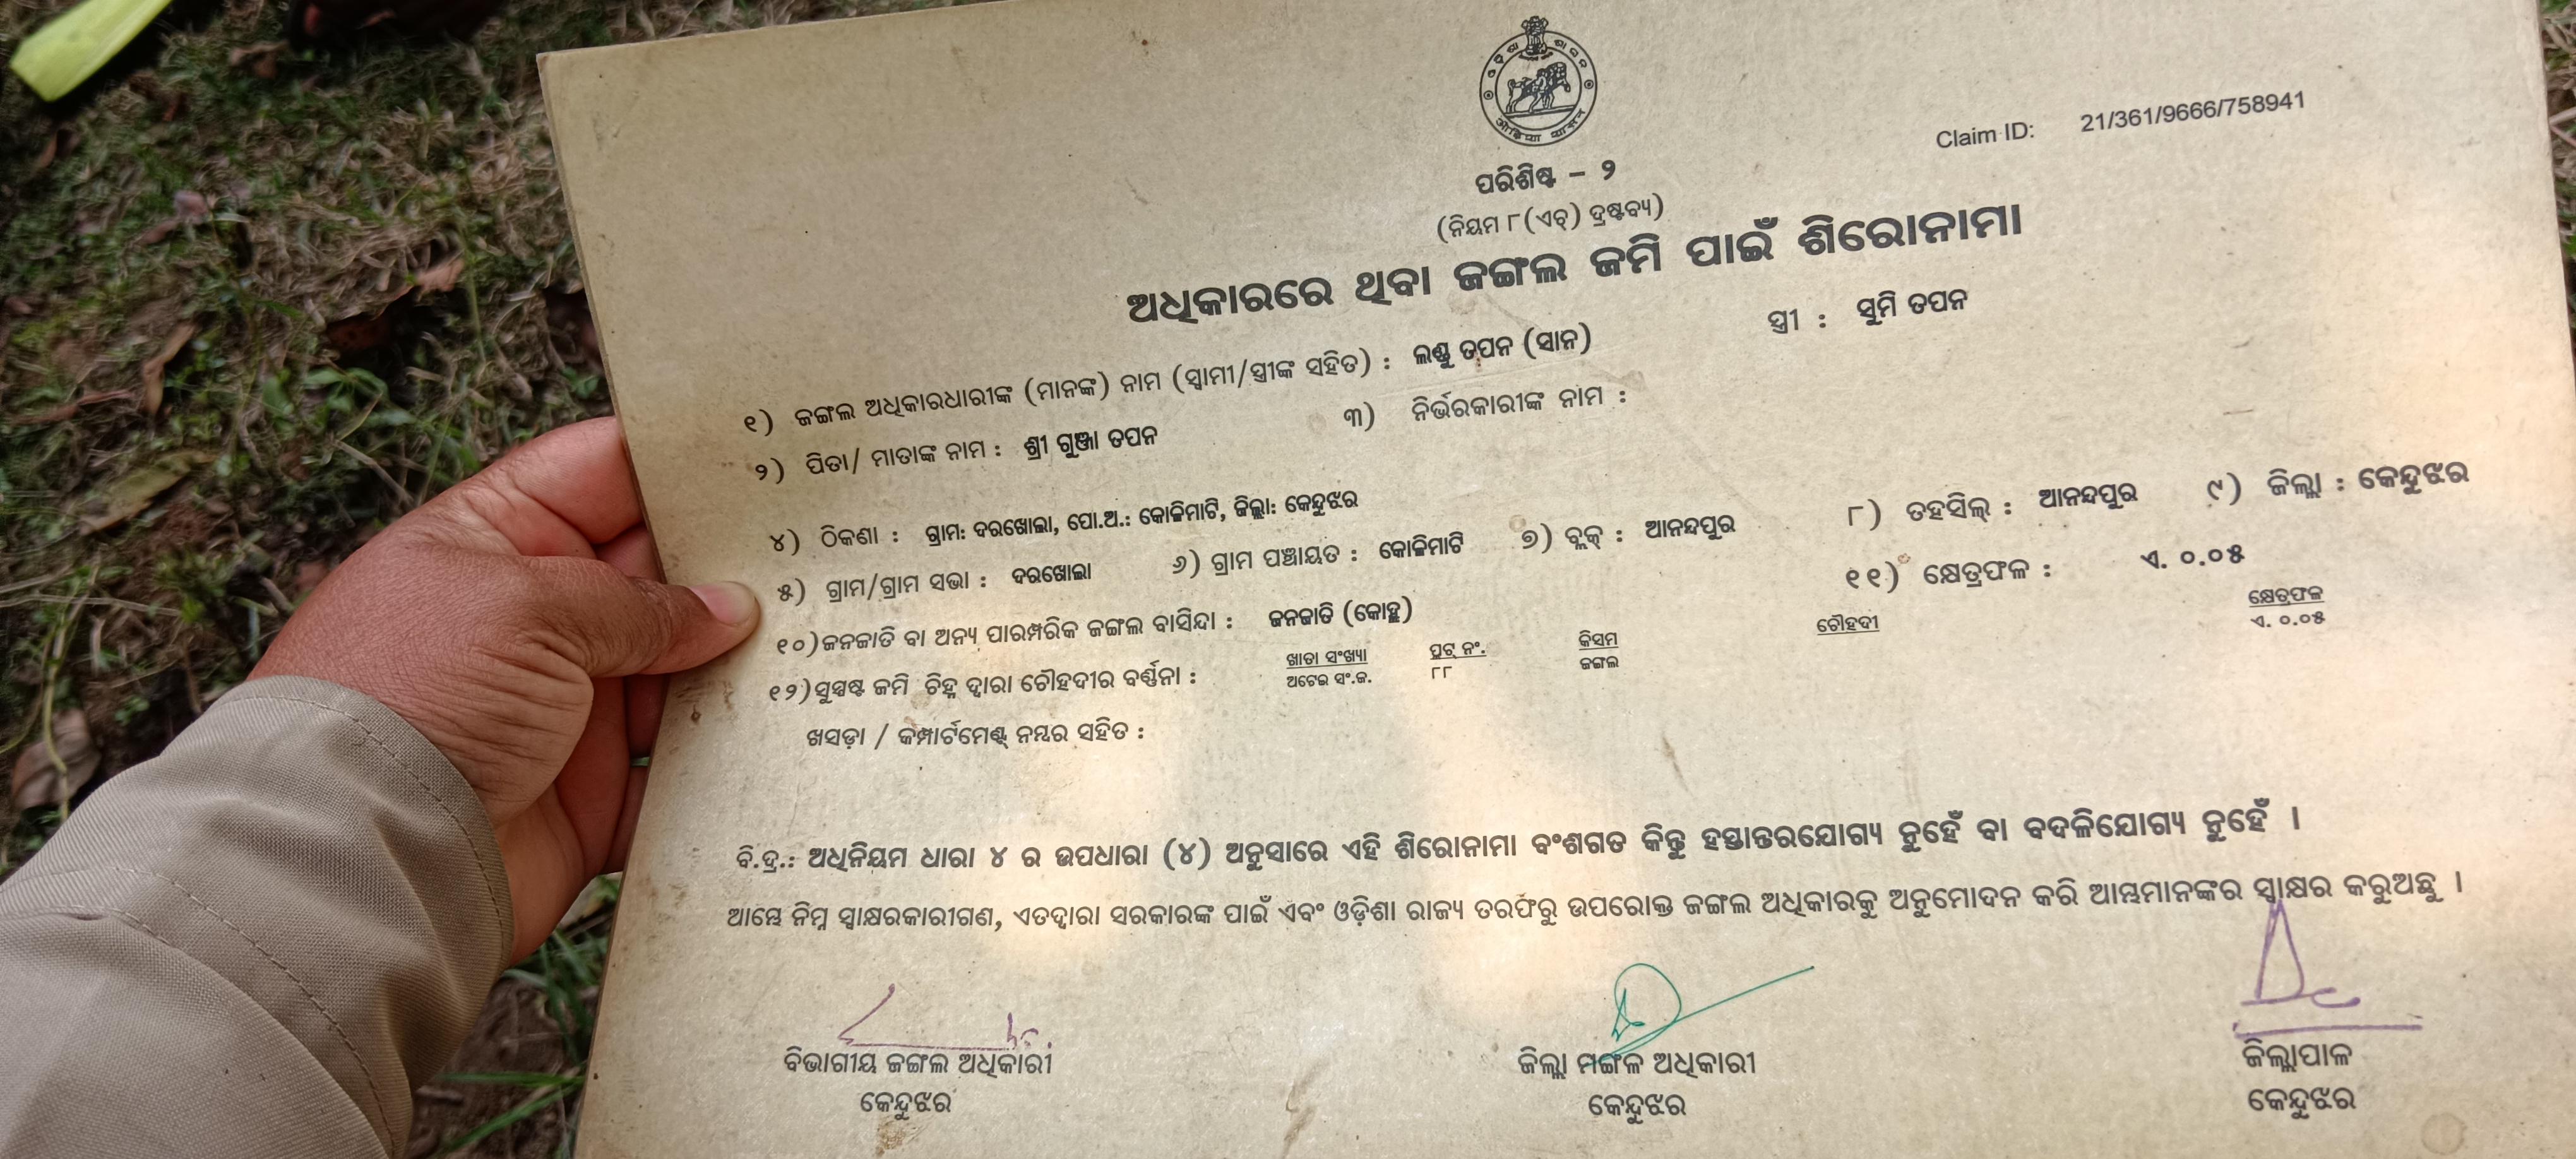 Claim ID: 21/361/9666/758941
ପରିଶିଷ୍ଟ – ୨
(ନିୟମ ୮(ଏଚ୍) ଦ୍ରଷ୍ଟବ୍ୟ)
ଅଧିକାରରେ ଥିବା ଜଙ୍ଗଲ ଜମି ପାଇଁ ଶିରୋନାମା
୧) ଜଙ୍ଗଲ ଅଧିକାରଧାରୀଙ୍କ (ମାନଙ୍କ) ନାମ (ସ୍ୱାମୀ/ସ୍ତ୍ରୀଙ୍କ ସହିତ) : ଲଣ୍ଡୁ ତପନ (ସାନ) ସ୍ତ୍ରୀ : ସୁମି ତପନ
୨) ପିତା/ ମାତାଙ୍କ ନାମ : ଶ୍ରୀ ଗୁଞ୍ଜା ତପନ ୩) ନିର୍ଭରକାରୀଙ୍କ ନାମ :
୪) ଠିକଣା : ଗ୍ରାମ: ଦରଖୋଲା, ପୋ.ଅ.: କୋଳିମାଟି, ଜିଲ୍ଲା: କେନ୍ଦୁଝର
୫) ଗ୍ରାମ/ଗ୍ରାମ ସଭା : ଦରଖୋଲା ୬) ଗ୍ରାମ ପଞ୍ଚାୟତ : କୋଳିମାଟି ୭) ବ୍ଲକ୍ : ଆନନ୍ଦପୁର ୮) ତହସିଲ୍ : ଆନନ୍ଦପୁର ୯) ଜିଲ୍ଲା : କେନ୍ଦୁଝର
୧୦)ଜନଜାତି ବା ଅନ୍ୟ ପାରମ୍ପରିକ ଜଙ୍ଗଲ ବାସିନ୍ଦା : ଜନଜାତି (କୋହ୍ଲ) ୧୧) କ୍ଷେତ୍ରଫଳ : ଏ. ୦.୦୫
୧୨)ସୁସ୍ପଷ୍ଟ ଜମି ଚିହ୍ନ ଦ୍ୱାରା ଚୌହଦୀର ବର୍ଣ୍ଣନା : ଖାତା ସଂଖ୍ୟା ପ୍ଲଟ୍ ନଂ. କିସମ ଚୌହଦୀ କ୍ଷେତ୍ରଫଳ
ଅଟେଇ ସଂ.ଜ. ୮୮ ଜଙ୍ଗଲ ଏ. ୦.୦୫
ଖସଡ଼ା / କମ୍ପାର୍ଟମେଣ୍ଟ୍ ନମ୍ବର ସହିତ :
ବି.ଦ୍ର.: ଅଧିନିୟମ ଧାରା ୪ ର ଉପଧାରା (୪) ଅନୁସାରେ ଏହି ଶିରୋନାମା ବଂଶଗତ କିନ୍ତୁ ହସ୍ତାନ୍ତରଯୋଗ୍ୟ ନୁହେଁ ବା ବଦଳିଯୋଗ୍ୟ ନୁହେଁ ।
ଆମ୍ଭେ ନିମ୍ନ ସ୍ୱାକ୍ଷରକାରୀଗଣ, ଏତଦ୍ୱାରା ସରକାରଙ୍କ ପାଇଁ ଏବଂ ଓଡ଼ିଶା ରାଜ୍ୟ ତରଫରୁ ଉପରୋକ୍ତ ଜଙ୍ଗଲ ଅଧିକାରକୁ ଅନୁମୋଦନ କରି ଆମ୍ଭମାନଙ୍କର ସ୍ୱାକ୍ଷର କରୁଅଛୁ ।
ବିଭାଗୀୟ ଜଙ୍ଗଲ ଅଧିକାରୀ ଜିଲ୍ଲା ମଙ୍ଗଳ ଅଧିକାରୀ ଜିଲ୍ଲାପାଳ
କେନ୍ଦୁଝର କେନ୍ଦୁଝର କେନ୍ଦୁଝର